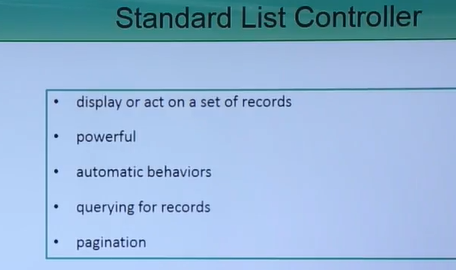 Standard List Controller
• display or act on a set of records
• powerful
• automatic behaviors
• querying for records
• pagination